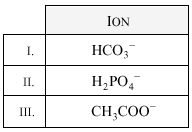 ION
I. HCO₃⁻
II. H₂PO₄⁻
III. CH₃COO⁻